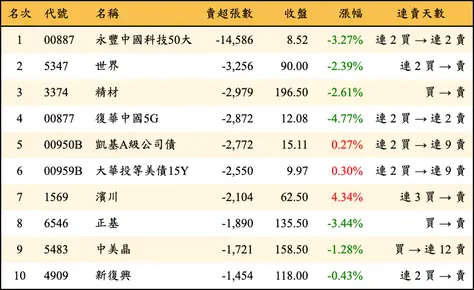 名次 代號 名稱 賣超張數 收盤 漲幅 連賣天數
1 00887 永豐中國科技50大 -14,586 8.52 -3.27% 連 2 買 → 連 2 賣
2 5347 世界 -3,256 90.00 -2.39% 連 2 買 → 賣
3 3374 精材 -2,979 196.50 -2.61% 買 → 賣
4 00877 復華中國5G -2,872 12.08 -4.77% 連 2 買 → 連 2 賣
5 00950B 凱基A級公司債 -2,772 15.11 0.27% 連 2 買 → 連 9 賣
6 00959B 大華投等美債15Y -2,550 9.97 0.30% 連 2 買 → 連 9 賣
7 1569 濱川 -2,104 62.50 4.34% 連 3 買 → 賣
8 6546 正基 -1,890 135.50 -3.44% 買 → 賣
9 5483 中美晶 -1,721 158.50 -1.28% 買 → 連 12 賣
10 4909 新復興 -1,454 118.00 -0.43% 連 2 買 → 賣